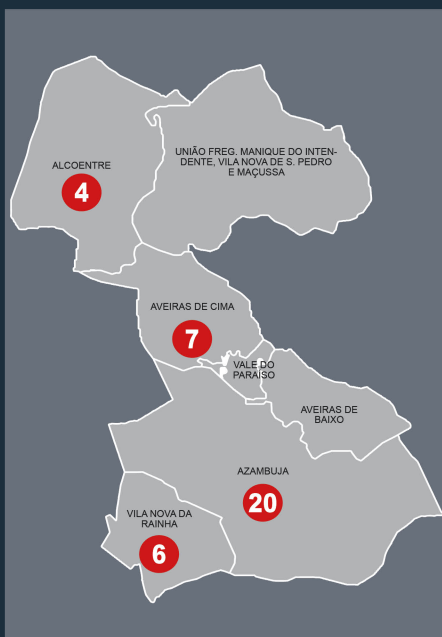 UNIÃO FREG. MANIQUE DO INTEN-
DENTE, VILA NOVA DE S. PEDRO
E MAÇUSSA
ALCOENTRE
4
AVEIRAS DE CIMA
7
VALE DO
PARAÍSO
AVEIRAS DE
BAIXO
AZAMBUJA
20
VILA NOVA DA
RAINHA
6